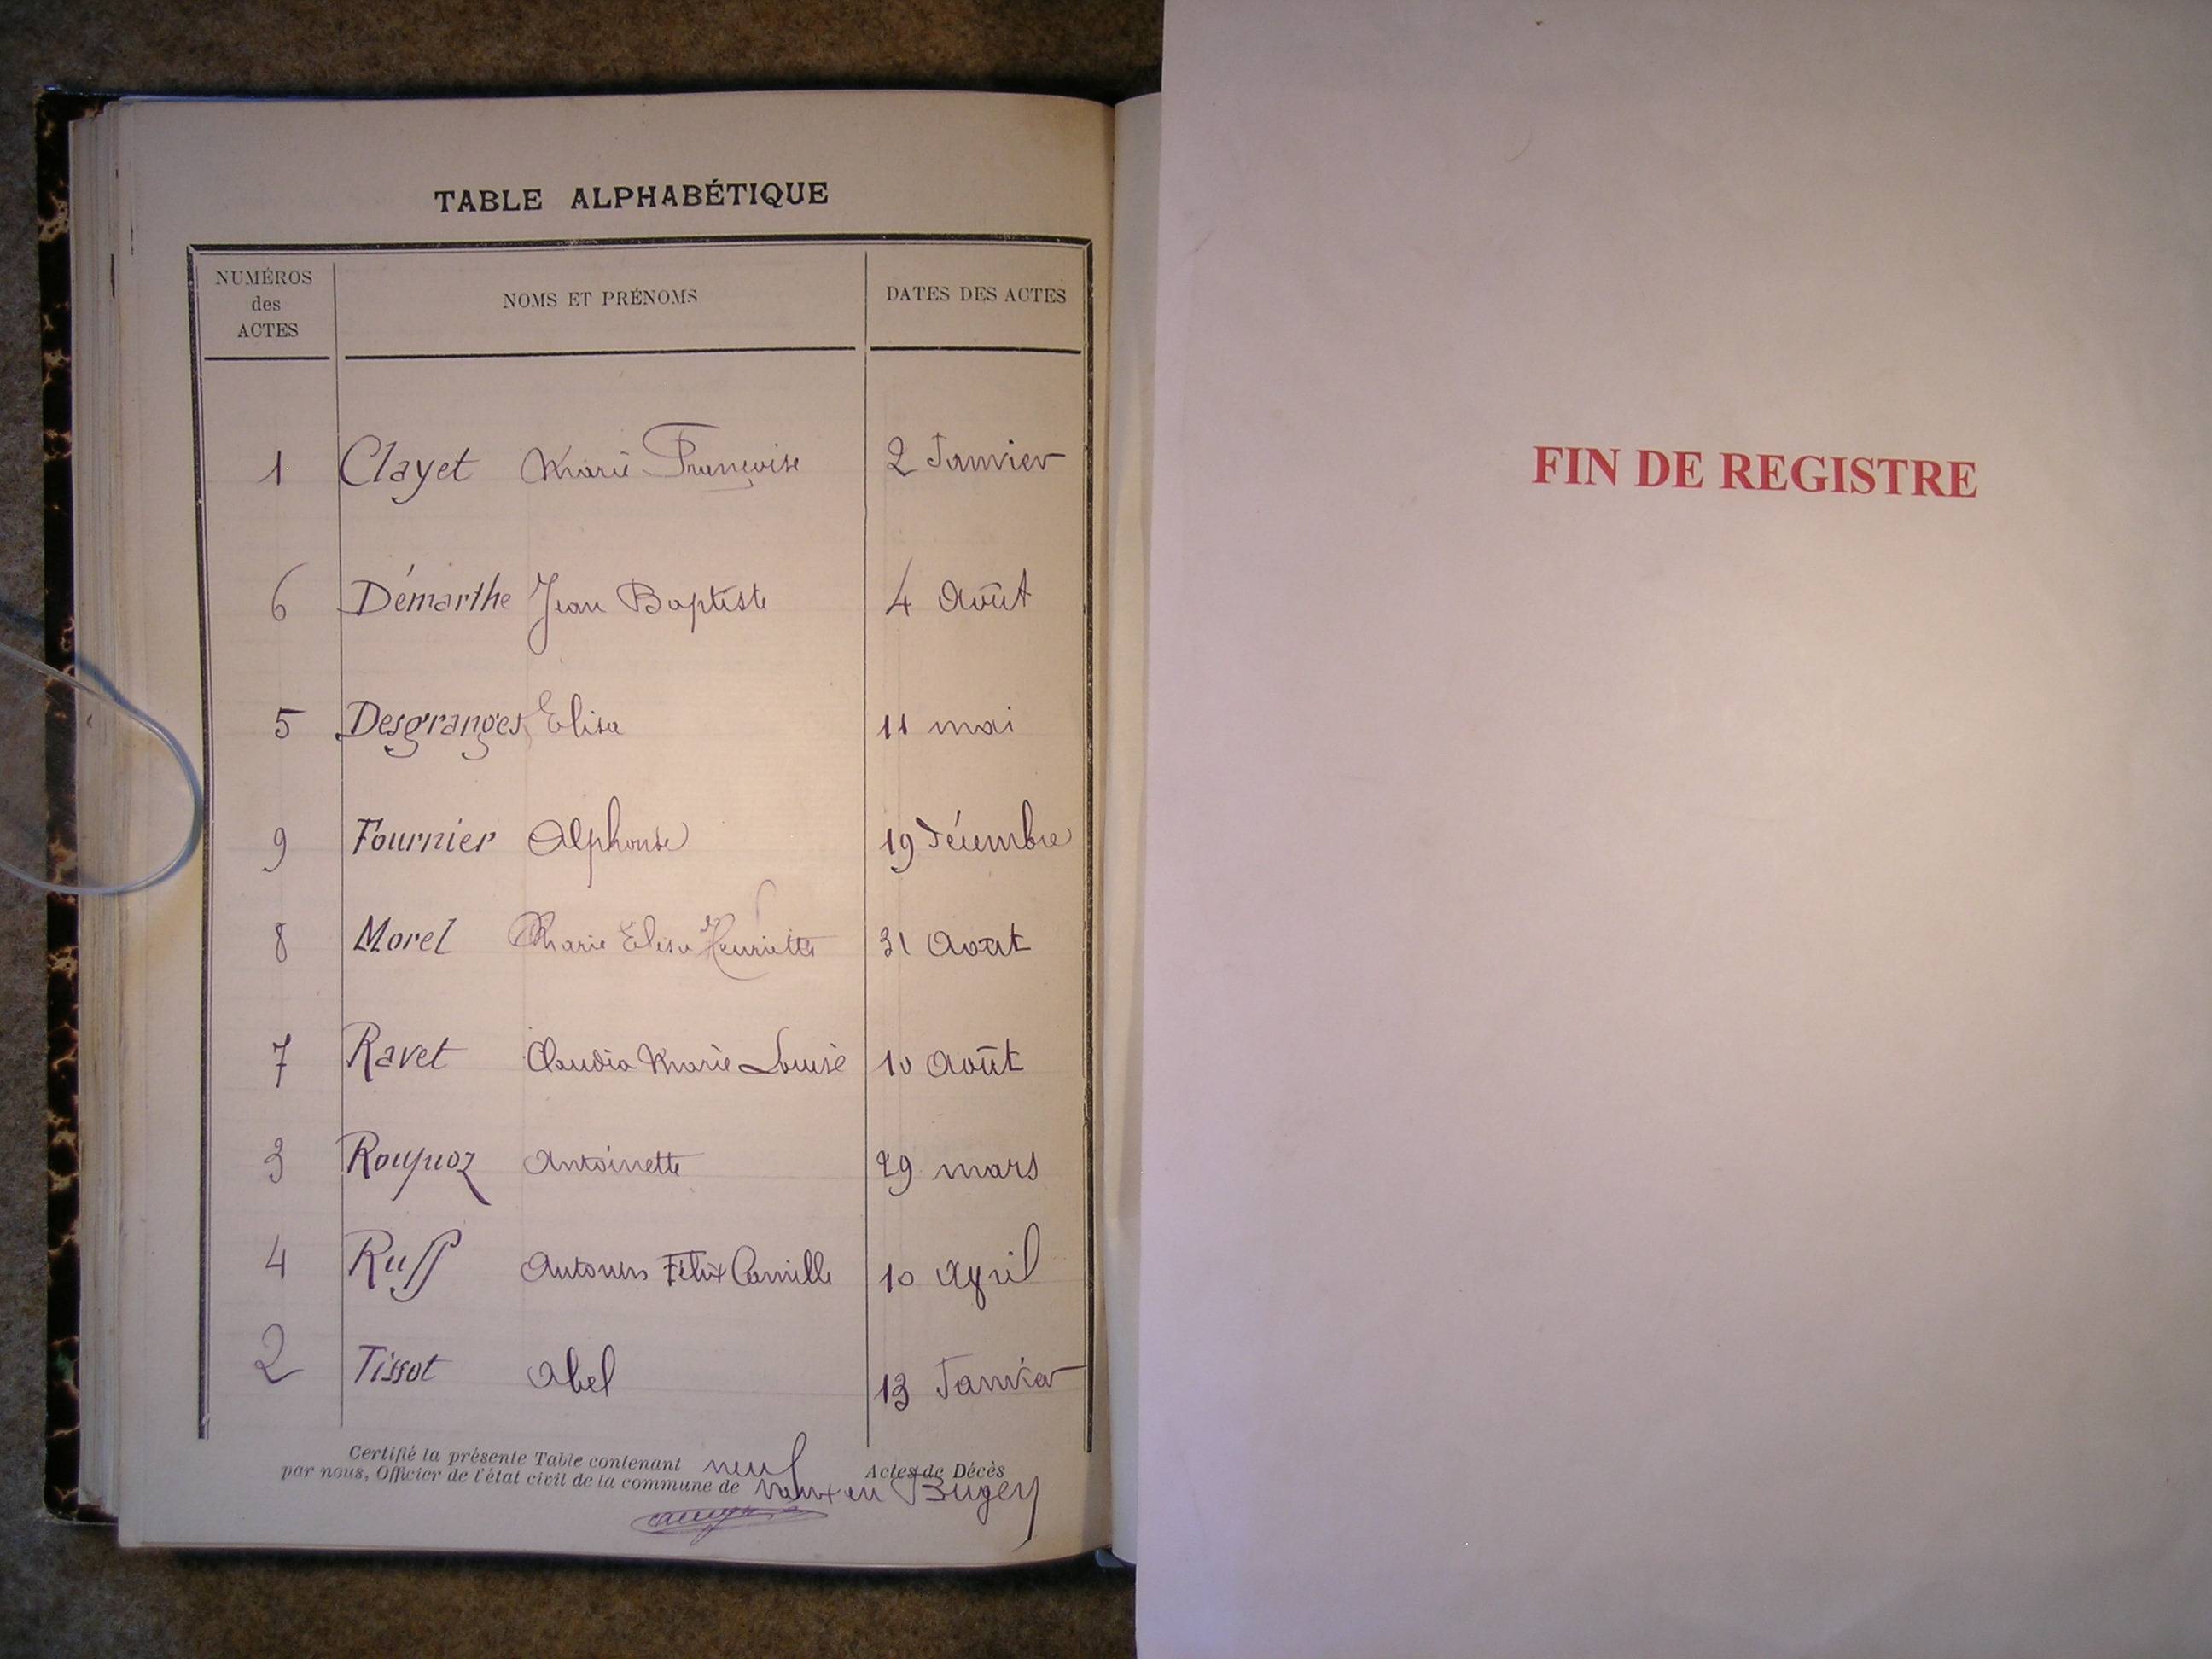 TABLE ALPHABÉTIQUE
NUMÉROS
des
ACTES
NOMS ET PRÉNOMS
DATES DES ACTES
1 Clayet Marie Françoise 2 Janvier
6 Démarthe Jean Baptiste 4 Août
5 Desgranges Elisa 11 mai
9 Fournier Alphonse 19 Décembre
8 Morel Marie Elisa Henriette 31 Août
7 Ravet Claudia Marie Louise 10 Août
3 Roupioz Antoinette 29 mars
4 Ruff Antonin Félix Camille 10 Avril
2 Tissot Abel 13 Janvier
Certifié la présente Table contenant neuf Actes de Décès
par nous, Officier de l'état civil de la commune de Vaux en Bugey
FIN DE REGISTRE